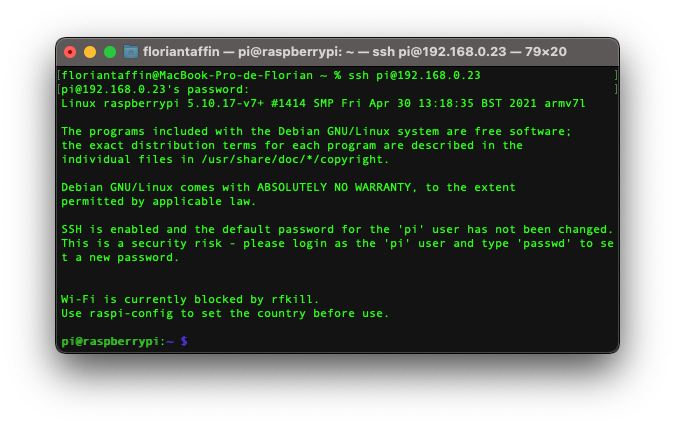 floriantaffin — pi@raspberrypi: ~ — ssh pi@192.168.0.23 — 79×20
[floriantaffin@MacBook-Pro-de-Florian ~ % ssh pi@192.168.0.23 ]
[pi@192.168.0.23's password: ]
Linux raspberrypi 5.10.17-v7+ #1414 SMP Fri Apr 30 13:18:35 BST 2021 armv7l
The programs included with the Debian GNU/Linux system are free software;
the exact distribution terms for each program are described in the
individual files in /usr/share/doc/*/copyright.
Debian GNU/Linux comes with ABSOLUTELY NO WARRANTY, to the extent
permitted by applicable law.
SSH is enabled and the default password for the 'pi' user has not been changed.
This is a security risk - please login as the 'pi' user and type 'passwd' to se
t a new password.
Wi-Fi is currently blocked by rfkill.
Use raspi-config to set the country before use.
pi@raspberrypi:~ $